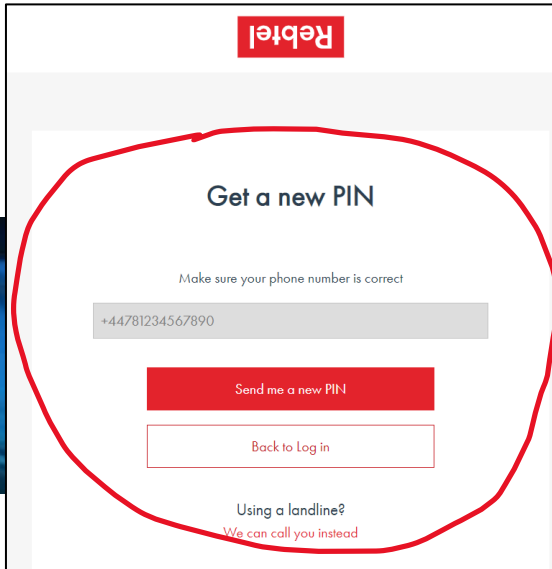 Rebtel
Get a new PIN
Make sure your phone number is correct
+44781234567890
Send me a new PIN
Back to Log in
Using a landline?
We can call you instead